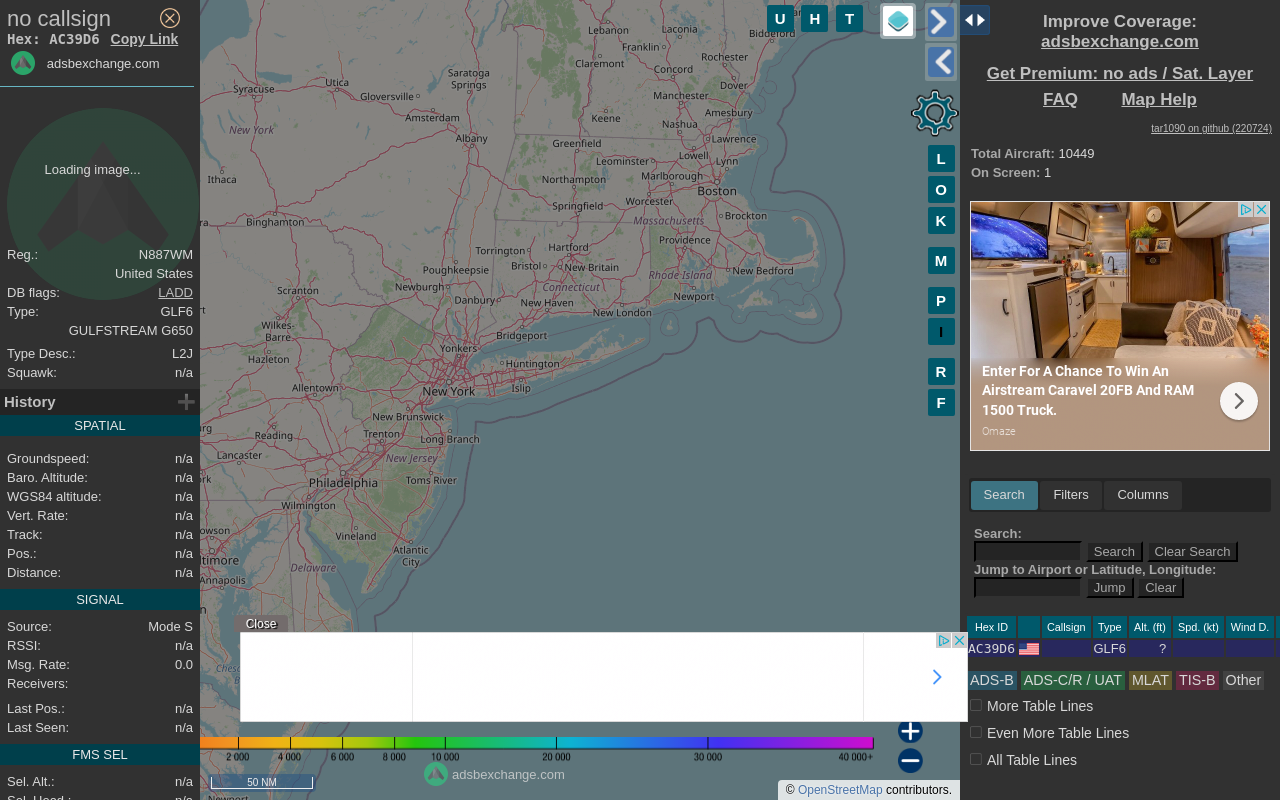 no callsign
Hex: AC39D6 Copy Link
adsbexchange.com
Loading image...
Reg.: N887WM
United States
DB flags: LADD
Type: GLF6
GULFSTREAM G650
Type Desc.: L2J
Squawk: n/a
History
SPATIAL
Groundspeed: n/a
Baro. Altitude: n/a
WGS84 altitude: n/a
Vert. Rate: n/a
Track: n/a
Pos.: n/a
Distance: n/a
SIGNAL
Source: Mode S
RSSI: n/a
Msg. Rate: 0.0
Receivers:
Last Pos.: n/a
Last Seen: n/a
FMS SEL
Sel. Alt.: n/a
U H T
L
O
K
M
P
I
R
F
Lebanon
Laconia
Biddeford
Franklin
Claremont
Rochester
Concord
Dover
Saratoga
Springs
Utica
Syracuse
Gloversville
Manchester
Amesbury
Amsterdam
Keene
Nashua
New York
Albany
Lawrence
Greenfield
Lowell
Leominster
Lynn
Ithaca
Northampton
Marlborough
Boston
Worcester
Springfield
Binghamton
Massachusetts
Brockton
Providence
Hartford
Torrington
Bristol
New Britain
Poughkeepsie
Rhode Island
New Bedford
Connecticut
Newburgh
Scranton
Newport
Danbury
New Haven
New London
Wilkes-
Barre
Bridgeport
Yonkers
Hazleton
Huntington
Allentown
New York
Islip
New Brunswick
Reading
Trenton
Long Branch
Lancaster
New Jersey
Philadelphia
Toms River
Wilmington
Vineland
Atlantic
City
Delaware
Annapolis
Close
2 000 4 000 6 000 8 000 10 000 20 000 30 000 40 000+
adsbexchange.com
50 NM
© OpenStreetMap contributors.
Improve Coverage:
adsbexchange.com
Get Premium: no ads / Sat. Layer
FAQ Map Help
tar1090 on github (220724)
Total Aircraft: 10449
On Screen: 1
Enter For A Chance To Win An
Airstream Caravel 20FB And RAM
1500 Truck.
Omaze
Search Filters Columns
Search:
Search Clear Search
Jump to Airport or Latitude, Longitude:
Jump Clear
Hex ID Callsign Type Alt. (ft) Spd. (kt) Wind D.
AC39D6 GLF6 ?
ADS-B ADS-C/R / UAT MLAT TIS-B Other
More Table Lines
Even More Table Lines
All Table Lines